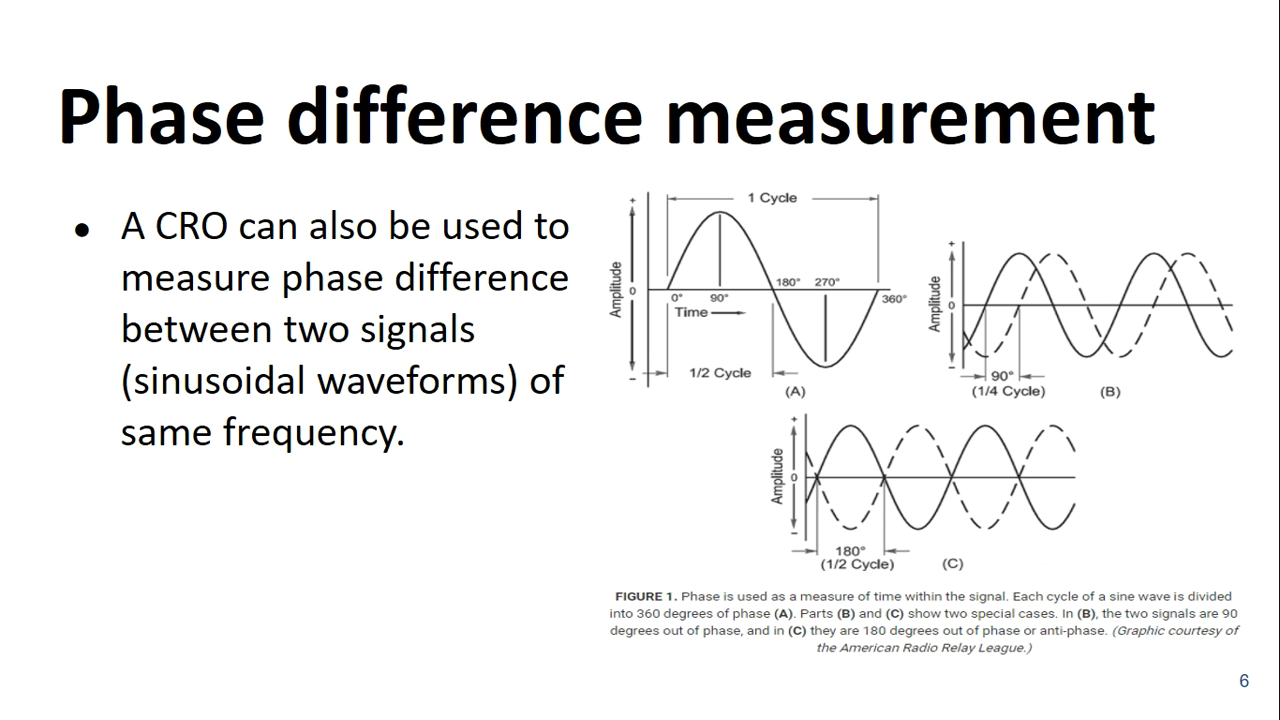 Phase difference measurement
● A CRO can also be used to
measure phase difference
between two signals
(sinusoidal waveforms) of
same frequency.
1 Cycle
+
Amplitude
0
0°
90°
180°
270°
360°
Time
−
1/2 Cycle
(A)
+
Amplitude
0
−
90°
(1/4 Cycle)
(B)
+
Amplitude
0
−
180°
(1/2 Cycle)
(C)
FIGURE 1. Phase is used as a measure of time within the signal. Each cycle of a sine wave is divided
into 360 degrees of phase (A). Parts (B) and (C) show two special cases. In (B), the two signals are 90
degrees out of phase, and in (C) they are 180 degrees out of phase or anti-phase. (Graphic courtesy of
the American Radio Relay League.)
6